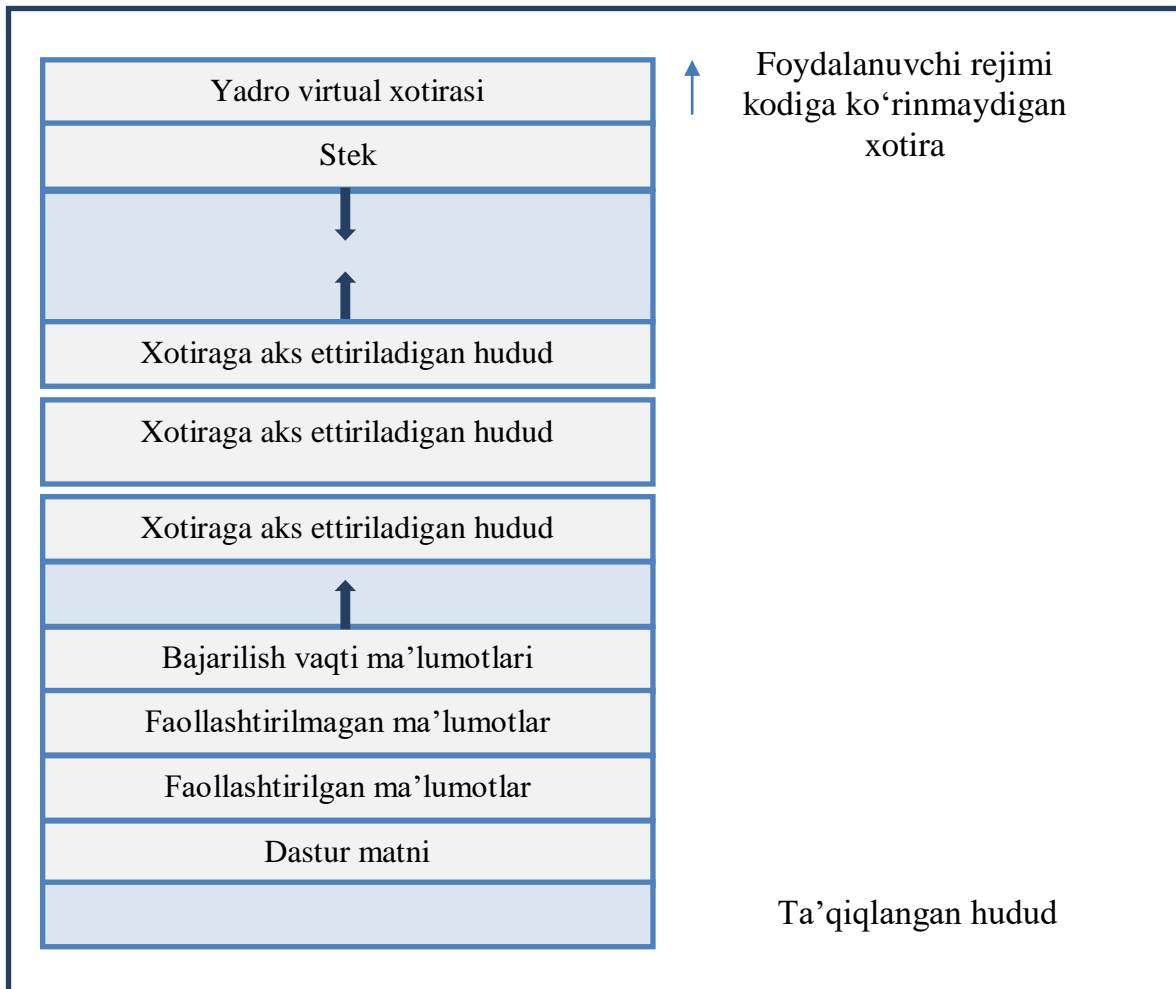 Yadro virtual xotirasi
Foydalanuvchi rejimi
kodiga ko‘rinmaydigan
xotira
Stek
Xotiraga aks ettiriladigan hudud
Xotiraga aks ettiriladigan hudud
Xotiraga aks ettiriladigan hudud
Bajarilish vaqti ma’lumotlari
Faollashtirilmagan ma’lumotlar
Faollashtirilgan ma’lumotlar
Dastur matni
Ta’qiqlangan hudud